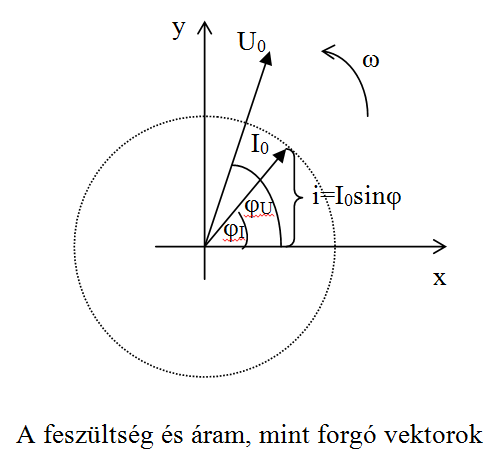 y
U₀
ω
I₀
i=I₀sinφ
φU
φI
x
A feszültség és áram, mint forgó vektorok